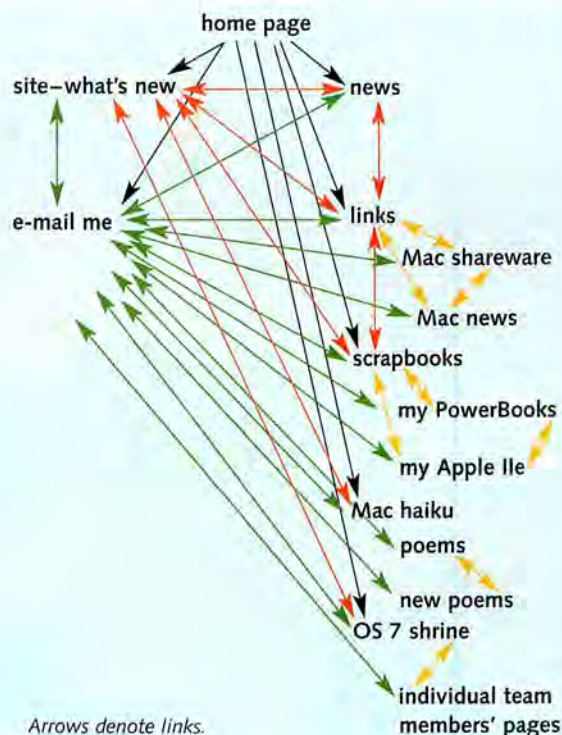 home page
site–what's new
news
e-mail me
links
Mac shareware
Mac news
scrapbooks
my PowerBooks
my Apple IIe
Mac haiku
poems
new poems
OS 7 shrine
individual team
members' pages
Arrows denote links.